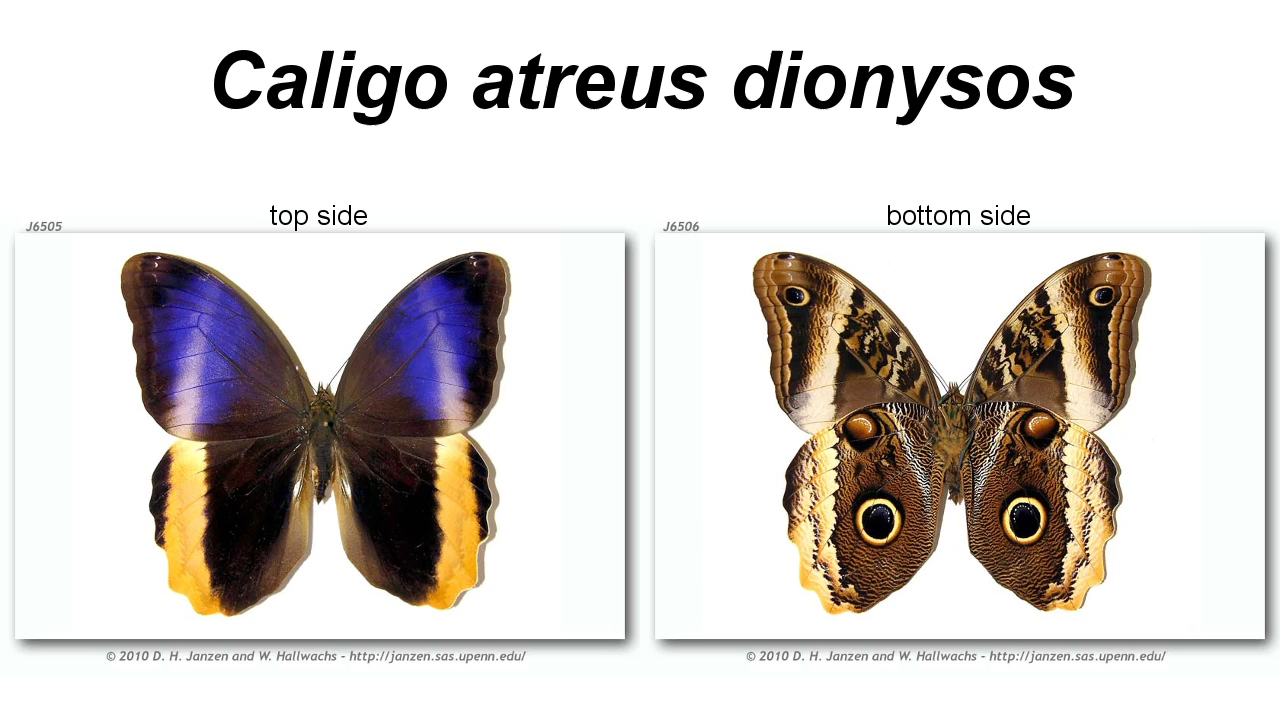 Caligo atreus dionysos
top side
bottom side
J6505
J6506
© 2010 D. H. Janzen and W. Hallwachs - http://janzen.sas.upenn.edu/
© 2010 D. H. Janzen and W. Hallwachs - http://janzen.sas.upenn.edu/